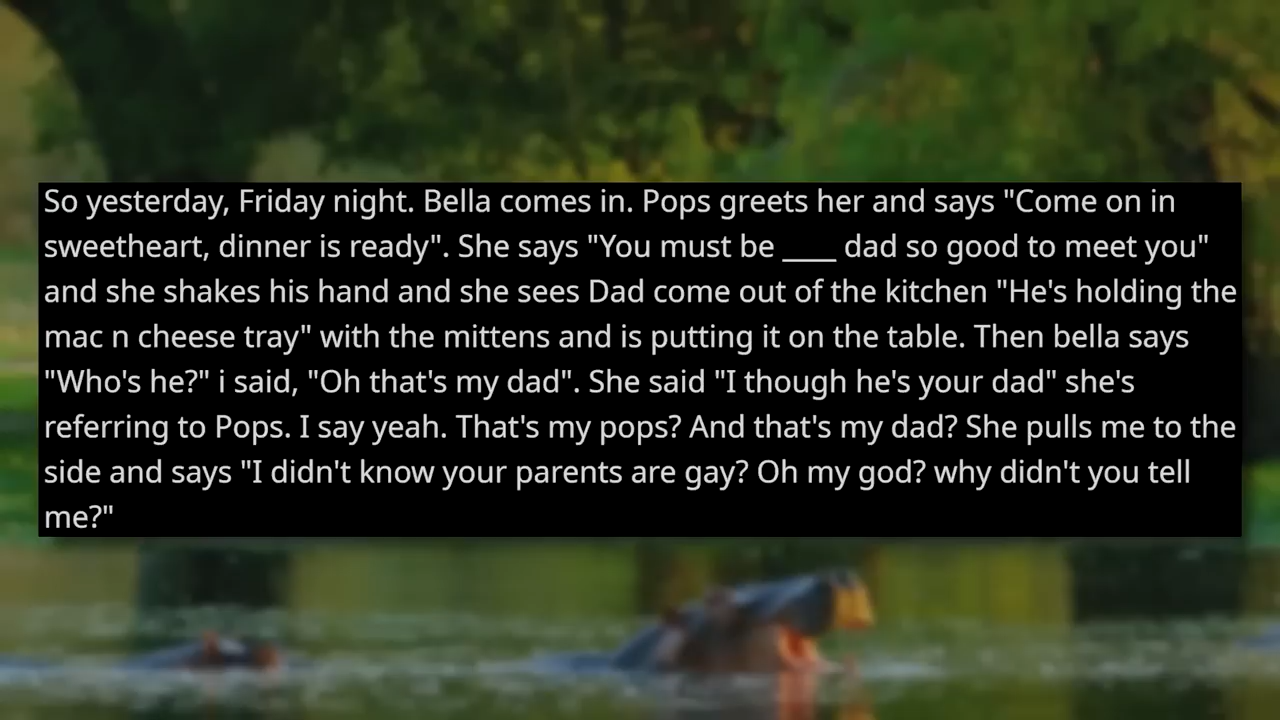 So yesterday, Friday night. Bella comes in. Pops greets her and says "Come on in
sweetheart, dinner is ready". She says "You must be ____ dad so good to meet you"
and she shakes his hand and she sees Dad come out of the kitchen "He's holding the
mac n cheese tray" with the mittens and is putting it on the table. Then bella says
"Who's he?" i said, "Oh that's my dad". She said "I though he's your dad" she's
referring to Pops. I say yeah. That's my pops? And that's my dad? She pulls me to the
side and says "I didn't know your parents are gay? Oh my god? why didn't you tell
me?"